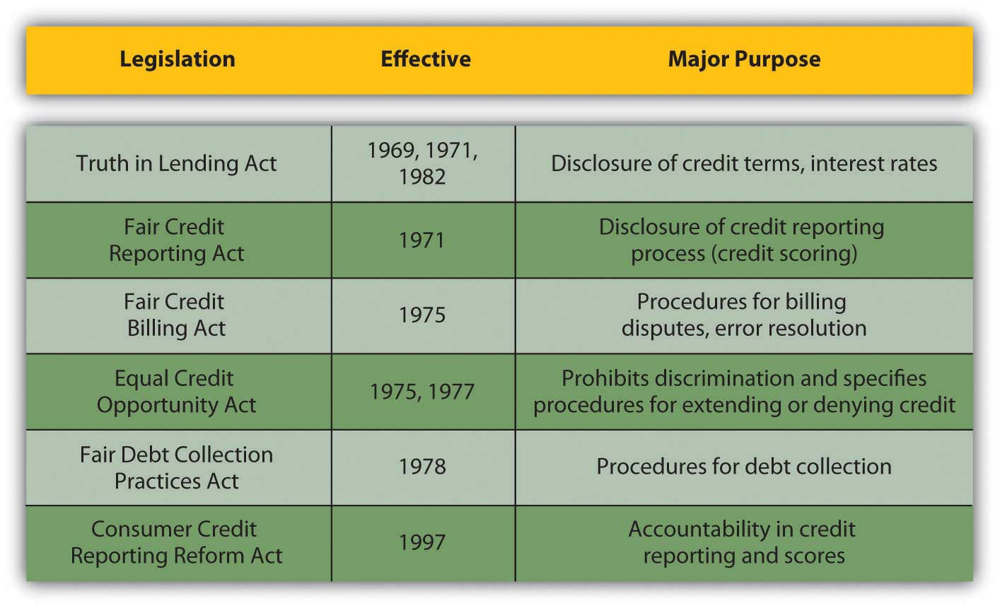 Legislation
Effective
Major Purpose
Truth in Lending Act
1969, 1971,
1982
Disclosure of credit terms, interest rates
Fair Credit
Reporting Act
1971
Disclosure of credit reporting
process (credit scoring)
Fair Credit
Billing Act
1975
Procedures for billing
disputes, error resolution
Equal Credit
Opportunity Act
1975, 1977
Prohibits discrimination and specifies
procedures for extending or denying credit
Fair Debt Collection
Practices Act
1978
Procedures for debt collection
Consumer Credit
Reporting Reform Act
1997
Accountability in credit
reporting and scores